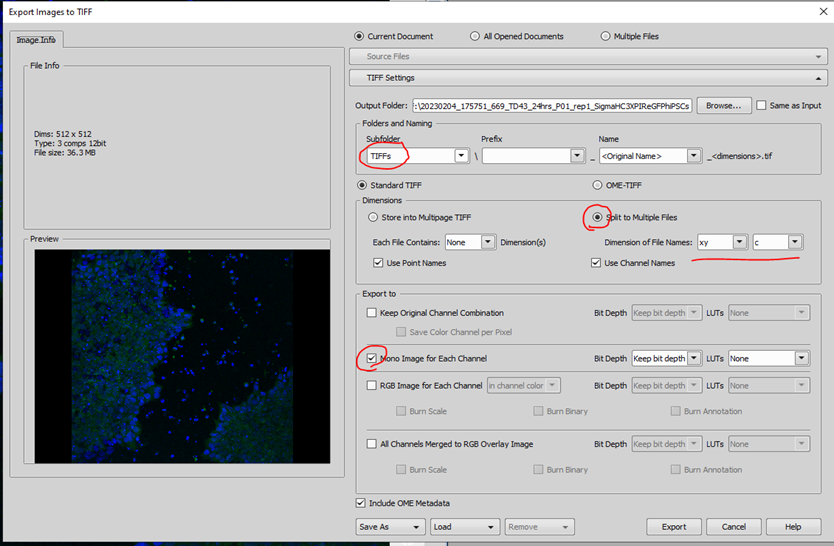 Export Images to TIFF
Image Info
Current Document All Opened Documents Multiple Files
Source Files
TIFF Settings
File Info
Dims: 512 x 512
Type: 3 comps 12bit
File size: 36.3 MB
Output Folder: :\20230204_175751_669_TD43_24hrs_P01_rep1_SigmaHC3XPIReGFPhiPSCs Browse... Same as Input
Folders and Naming
Subfolder Prefix Name
TIFFs \ _ <Original Name> _<dimensions>.tif
Standard TIFF OME-TIFF
Dimensions
Store into Multipage TIFF Split to Multiple Files
Each File Contains: None Dimension(s) Dimension of File Names: xy c
Use Point Names Use Channel Names
Preview
Export to
Keep Original Channel Combination Bit Depth Keep bit depth LUTs None
Save Color Channel per Pixel
Mono Image for Each Channel Bit Depth Keep bit depth LUTs None
RGB Image for Each Channel in channel color Bit Depth Keep bit depth LUTs None
Burn Scale Burn Binary Burn Annotation
All Channels Merged to RGB Overlay Image Bit Depth Keep bit depth LUTs None
Burn Scale Burn Binary Burn Annotation
Include OME Metadata
Save As Load Remove Export Cancel Help